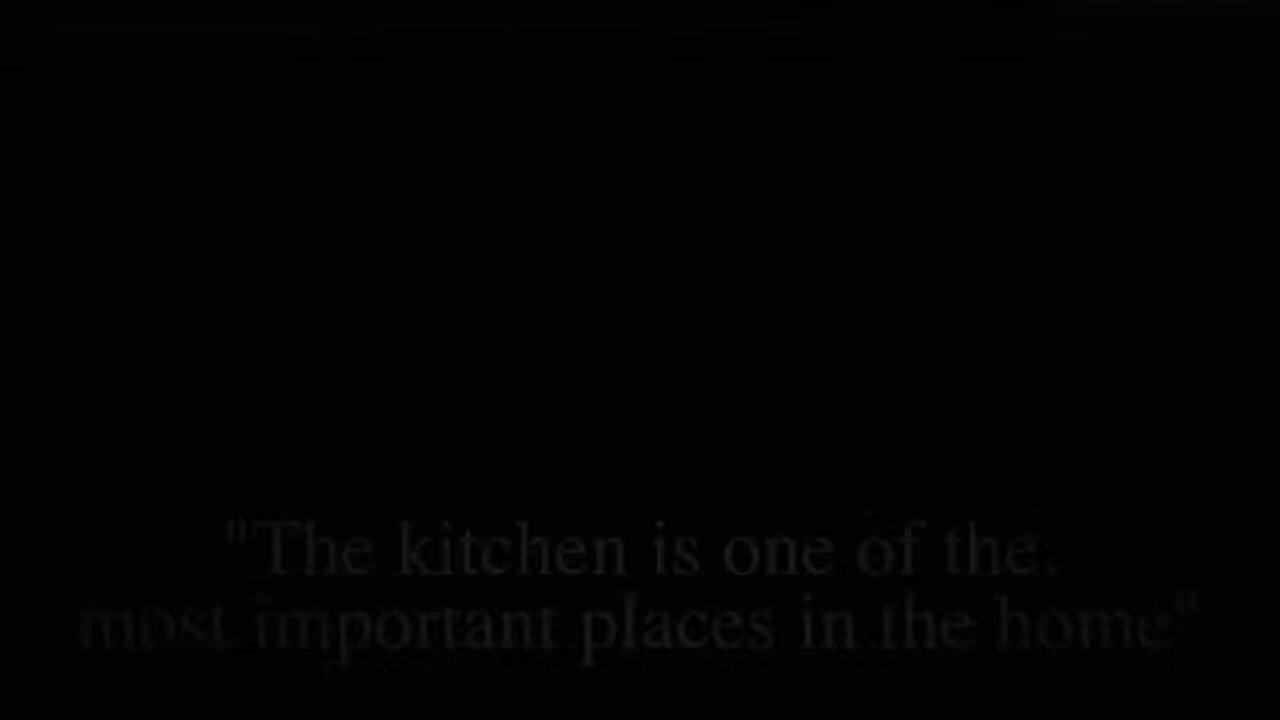 "The kitchen is one of the
most important places in the home"